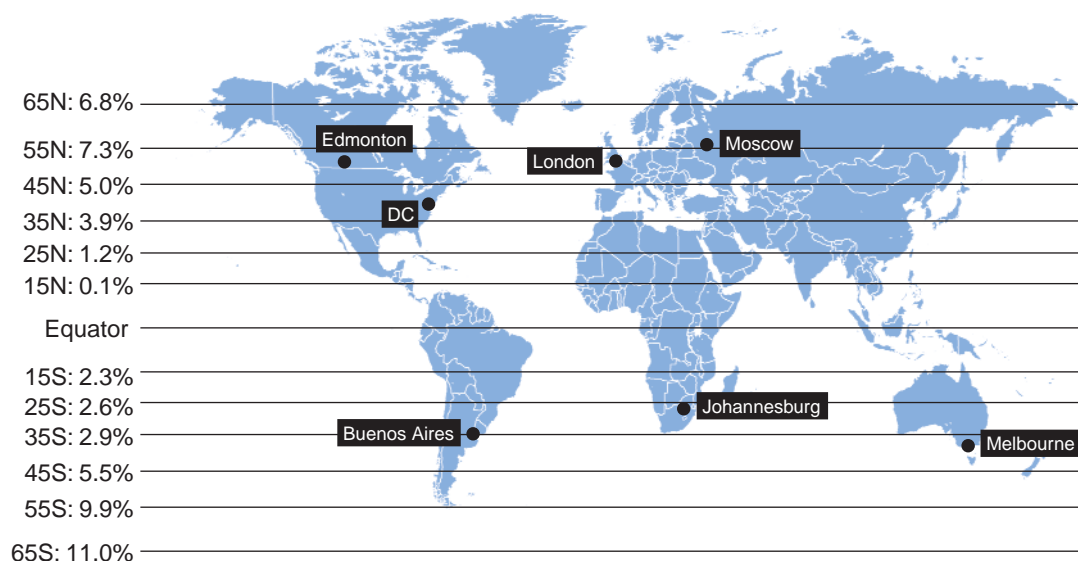 65N: 6.8%
Edmonton
55N: 7.3%
Moscow
London
45N: 5.0%
DC
35N: 3.9%
25N: 1.2%
15N: 0.1%
Equator
15S: 2.3%
25S: 2.6%
Johannesburg
Buenos Aires
35S: 2.9%
Melbourne
45S: 5.5%
55S: 9.9%
65S: 11.0%